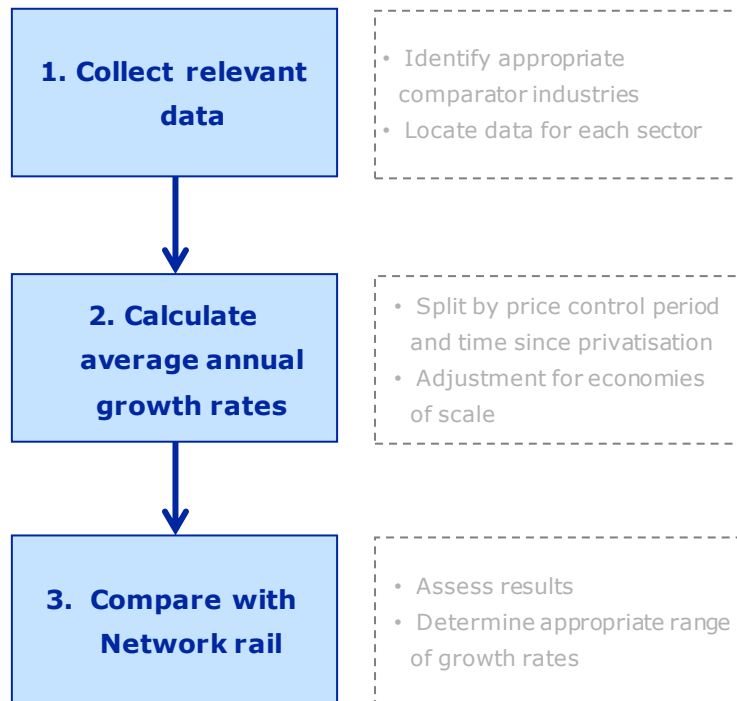 1. Collect relevant
data
• Identify appropriate
comparator industries
• Locate data for each sector
2. Calculate
average annual
growth rates
• Split by price control period
and time since privatisation
• Adjustment for economies
of scale
3. Compare with
Network rail
• Assess results
• Determine appropriate range
of growth rates